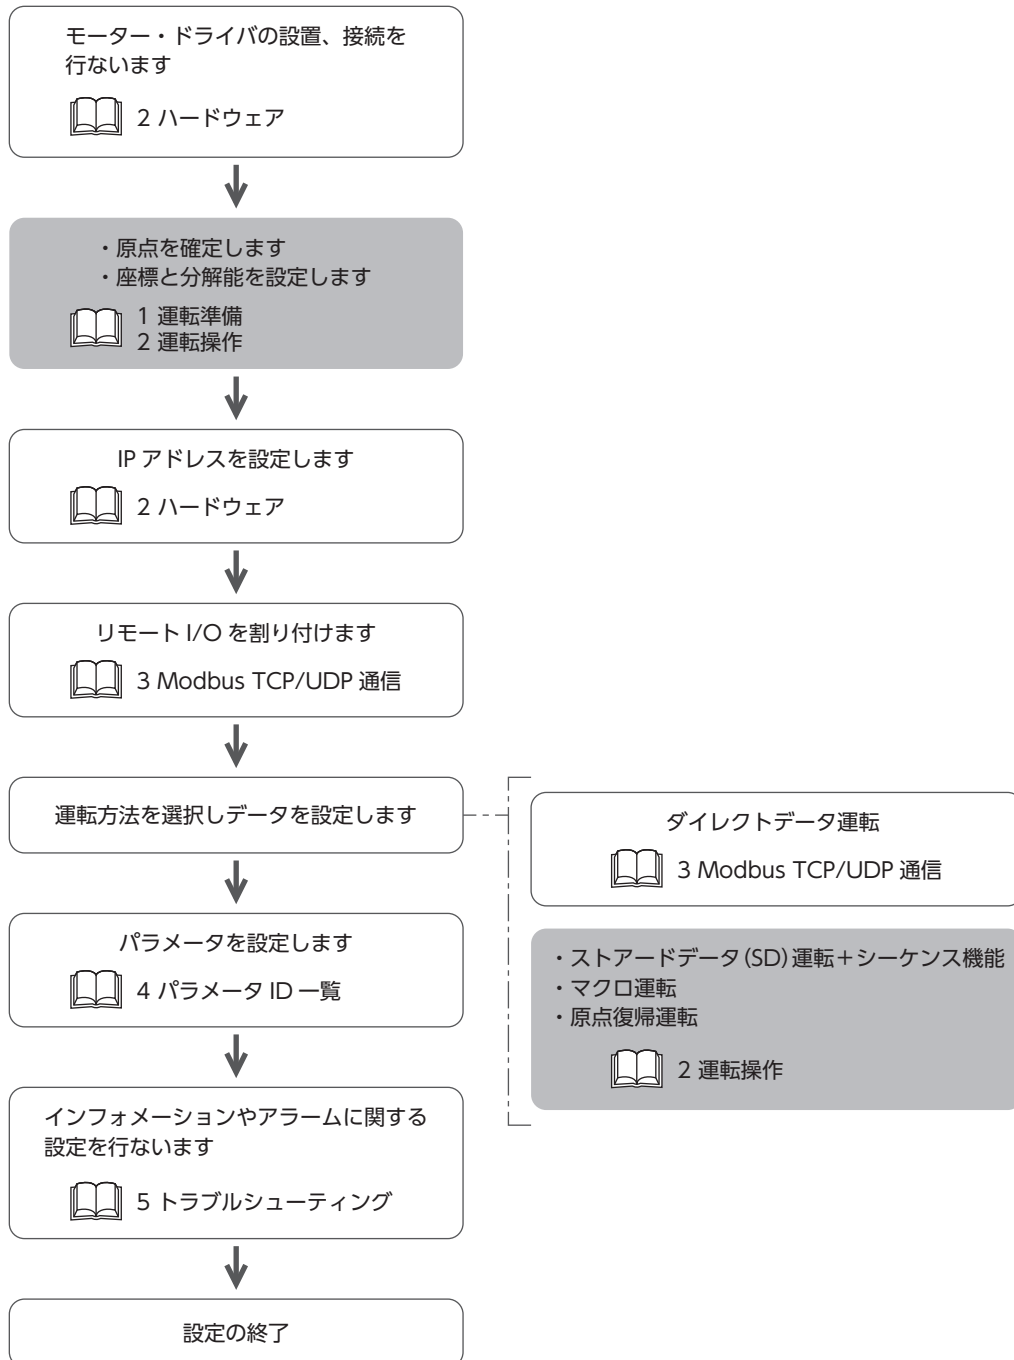 モーター・ドライバの設置、接続を
行ないます
2 ハードウェア
・原点を確定します
・座標と分解能を設定します
1 運転準備
2 運転操作
IP アドレスを設定します
2 ハードウェア
リモート I/O を割り付けます
3 Modbus TCP/UDP 通信
運転方法を選択しデータを設定します
ダイレクトデータ運転
3 Modbus TCP/UDP 通信
・ストアードデータ(SD)運転＋シーケンス機能
・マクロ運転
・原点復帰運転
2 運転操作
パラメータを設定します
4 パラメータ ID 一覧
インフォメーションやアラームに関する
設定を行ないます
5 トラブルシューティング
設定の終了